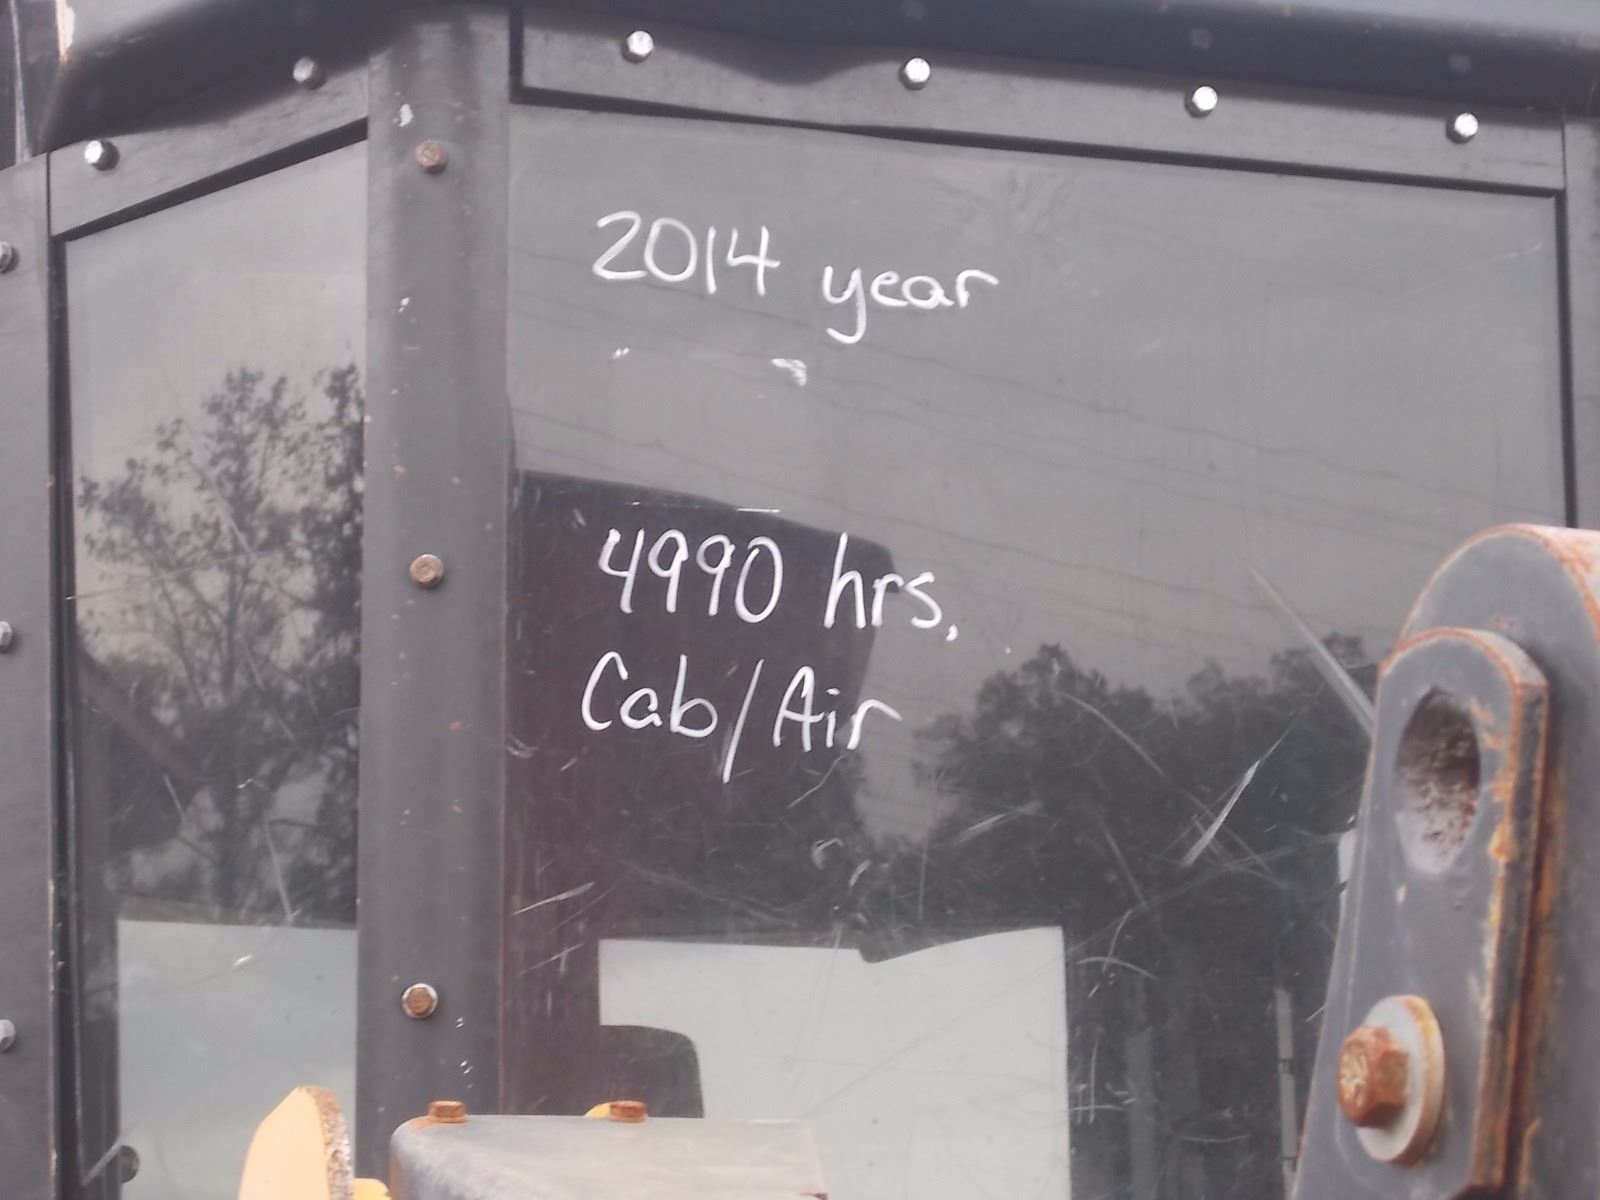 2014 year
4990 hrs,
Cab/Air